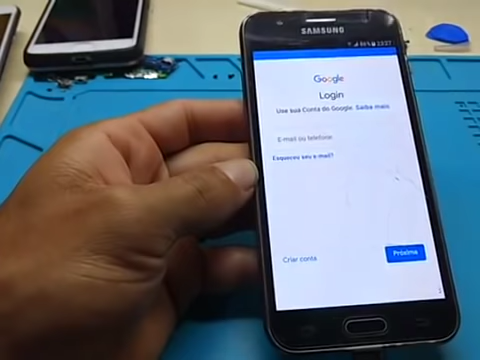 SAMSUNG
Google
Login
Use sua Conta do Google. Saiba mais
E-mail ou telefone
Esqueceu seu e-mail?
Criar conta
Próxima